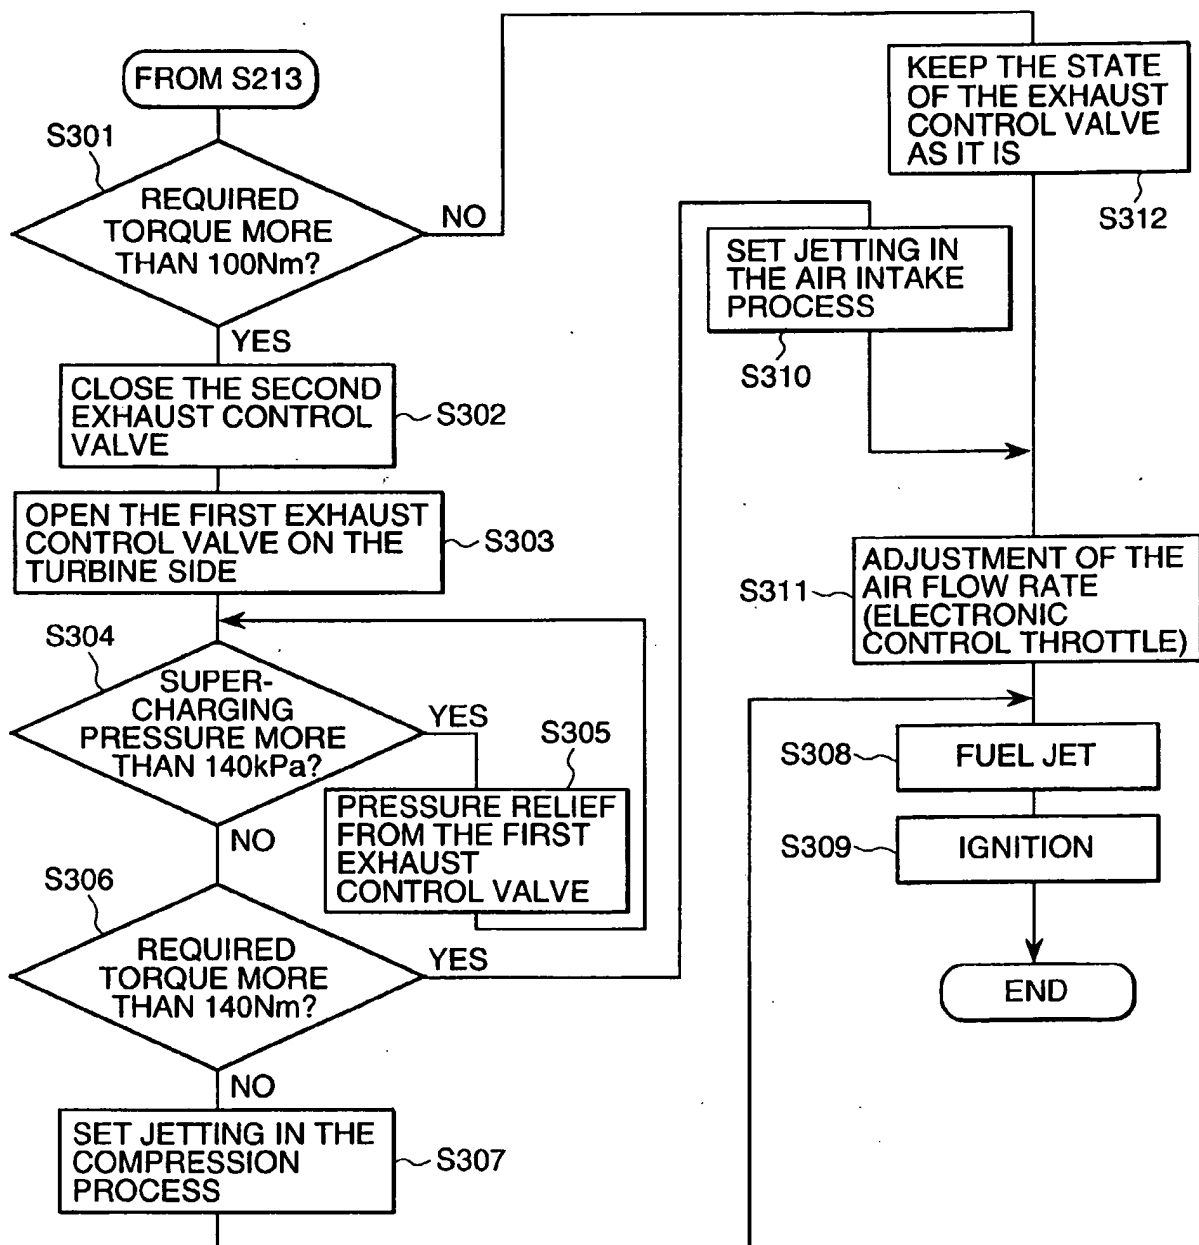 FROM S213
S301
REQUIRED
TORQUE MORE
THAN 100Nm?
NO
YES
CLOSE THE SECOND
EXHAUST CONTROL
VALVE
S302
OPEN THE FIRST EXHAUST
CONTROL VALVE ON THE
TURBINE SIDE
S303
S304
SUPER-
CHARGING
PRESSURE MORE
THAN 140kPa?
YES
NO
S305
PRESSURE RELIEF
FROM THE FIRST
EXHAUST
CONTROL VALVE
S306
REQUIRED
TORQUE MORE
THAN 140Nm?
YES
NO
SET JETTING IN THE
COMPRESSION
PROCESS
S307
SET JETTING IN
THE AIR INTAKE
PROCESS
S310
KEEP THE STATE
OF THE EXHAUST
CONTROL VALVE
AS IT IS
S312
S311
ADJUSTMENT OF THE
AIR FLOW RATE
(ELECTRONIC
CONTROL THROTTLE)
S308
FUEL JET
S309
IGNITION
END